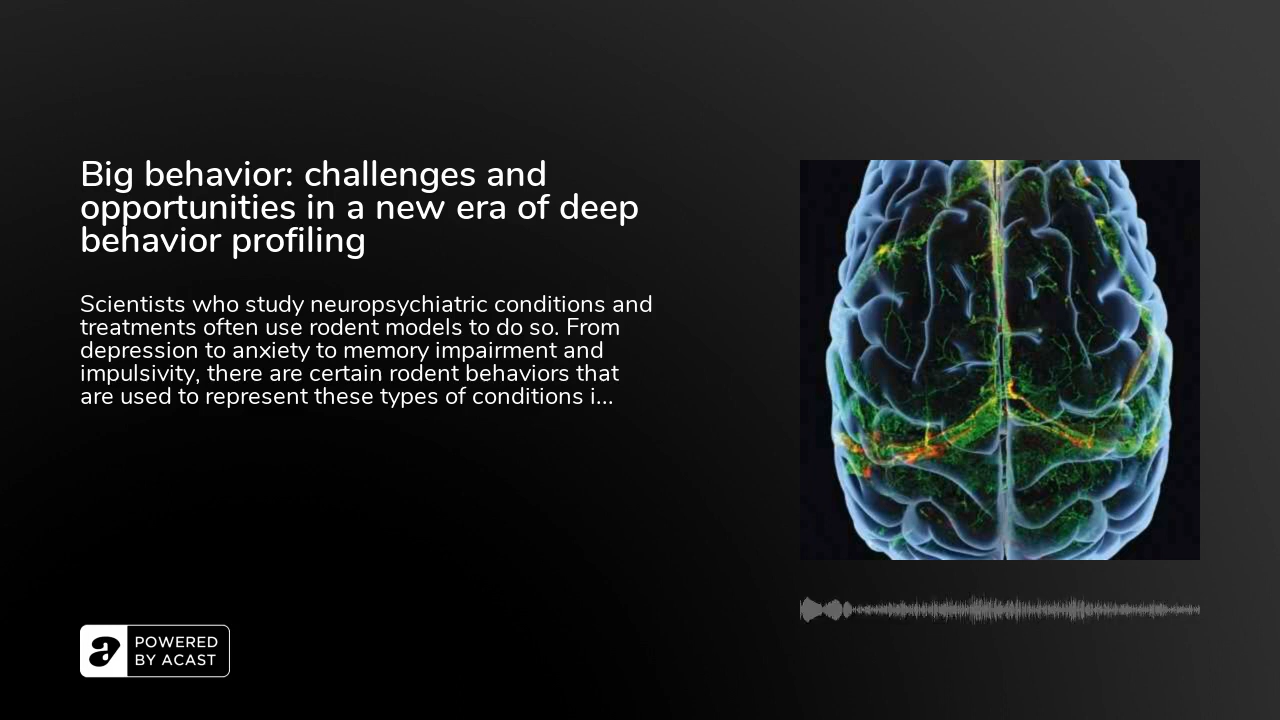 Big behavior: challenges and
opportunities in a new era of deep
behavior profiling
Scientists who study neuropsychiatric conditions and
treatments often use rodent models to do so. From
depression to anxiety to memory impairment and
impulsivity, there are certain rodent behaviors that
are used to represent these types of conditions i...
a POWERED
BY ACAST